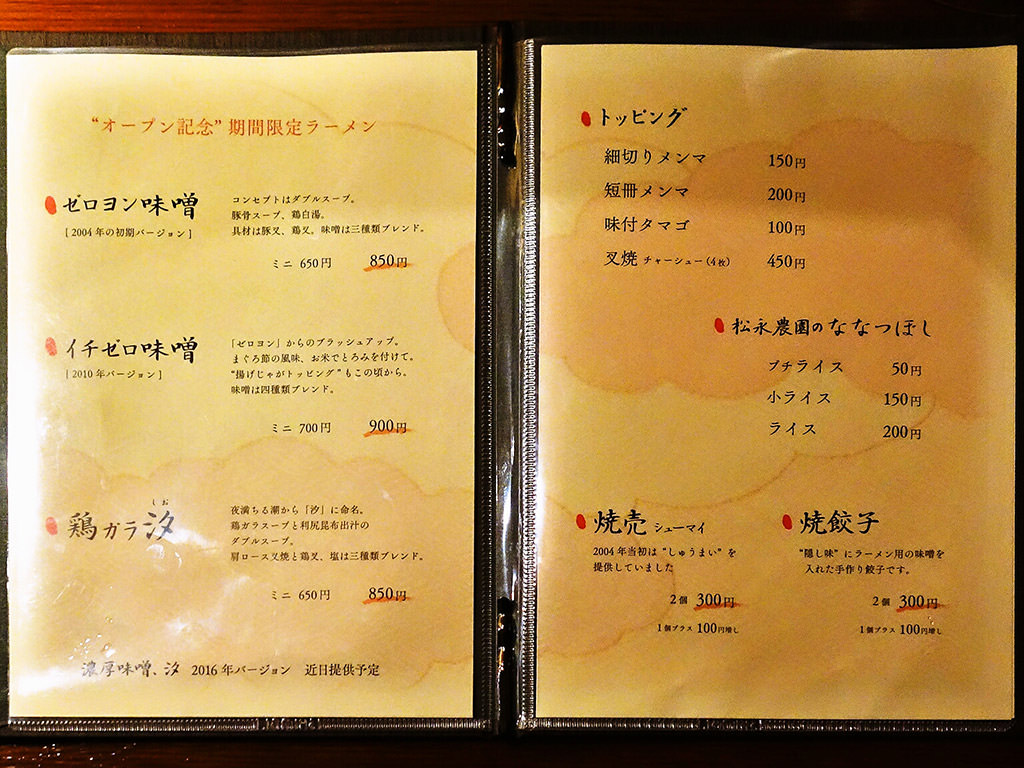 “オープン記念” 期間限定ラーメン
ゼロヨン味噌
[2004年の初期バージョン]
コンセプトはダブルスープ。
豚骨スープ、鶏白湯。
具材は豚叉、鶏叉。味噌は三種類ブレンド。
ミニ 650円 850円
イチゼロ味噌
[2010年バージョン]
「ゼロヨン」からのブラッシュアップ。
まぐろ節の風味、お米でとろみを付けて。
“揚げじゃがトッピング”もこの頃から。
味噌は四種類ブレンド。
ミニ 700円 900円
しお
鶏ガラ汐
夜満ちる潮から「汐」に命名。
鶏ガラスープと利尻昆布出汁の
ダブルスープ。
肩ロース叉焼と鶏叉、塩は三種類ブレンド。
ミニ 650円 850円
濃厚味噌、汐 2016年バージョン 近日提供予定
トッピング
細切りメンマ 150円
短冊メンマ 200円
味付タマゴ 100円
叉焼 チャーシュー(4枚) 450円
松永農園のななつぼし
プチライス 50円
小ライス 150円
ライス 200円
焼売 シューマイ
2004年当初は“しゅうまい”を
提供していました
2個 300円
1個プラス 100円増し
焼餃子
“隠し味”にラーメン用の味噌を
入れた手作り餃子です。
2個 300円
1個プラス 100円増し